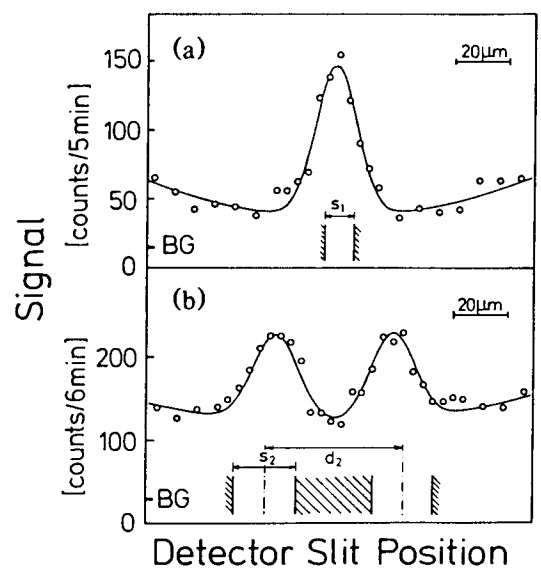 (a)
20μm
150
100
50
0
s1
BG
Signal
[counts/5min]
(b)
20μm
200
100
0
s2
d2
BG
[counts/6min]
Detector Slit Position